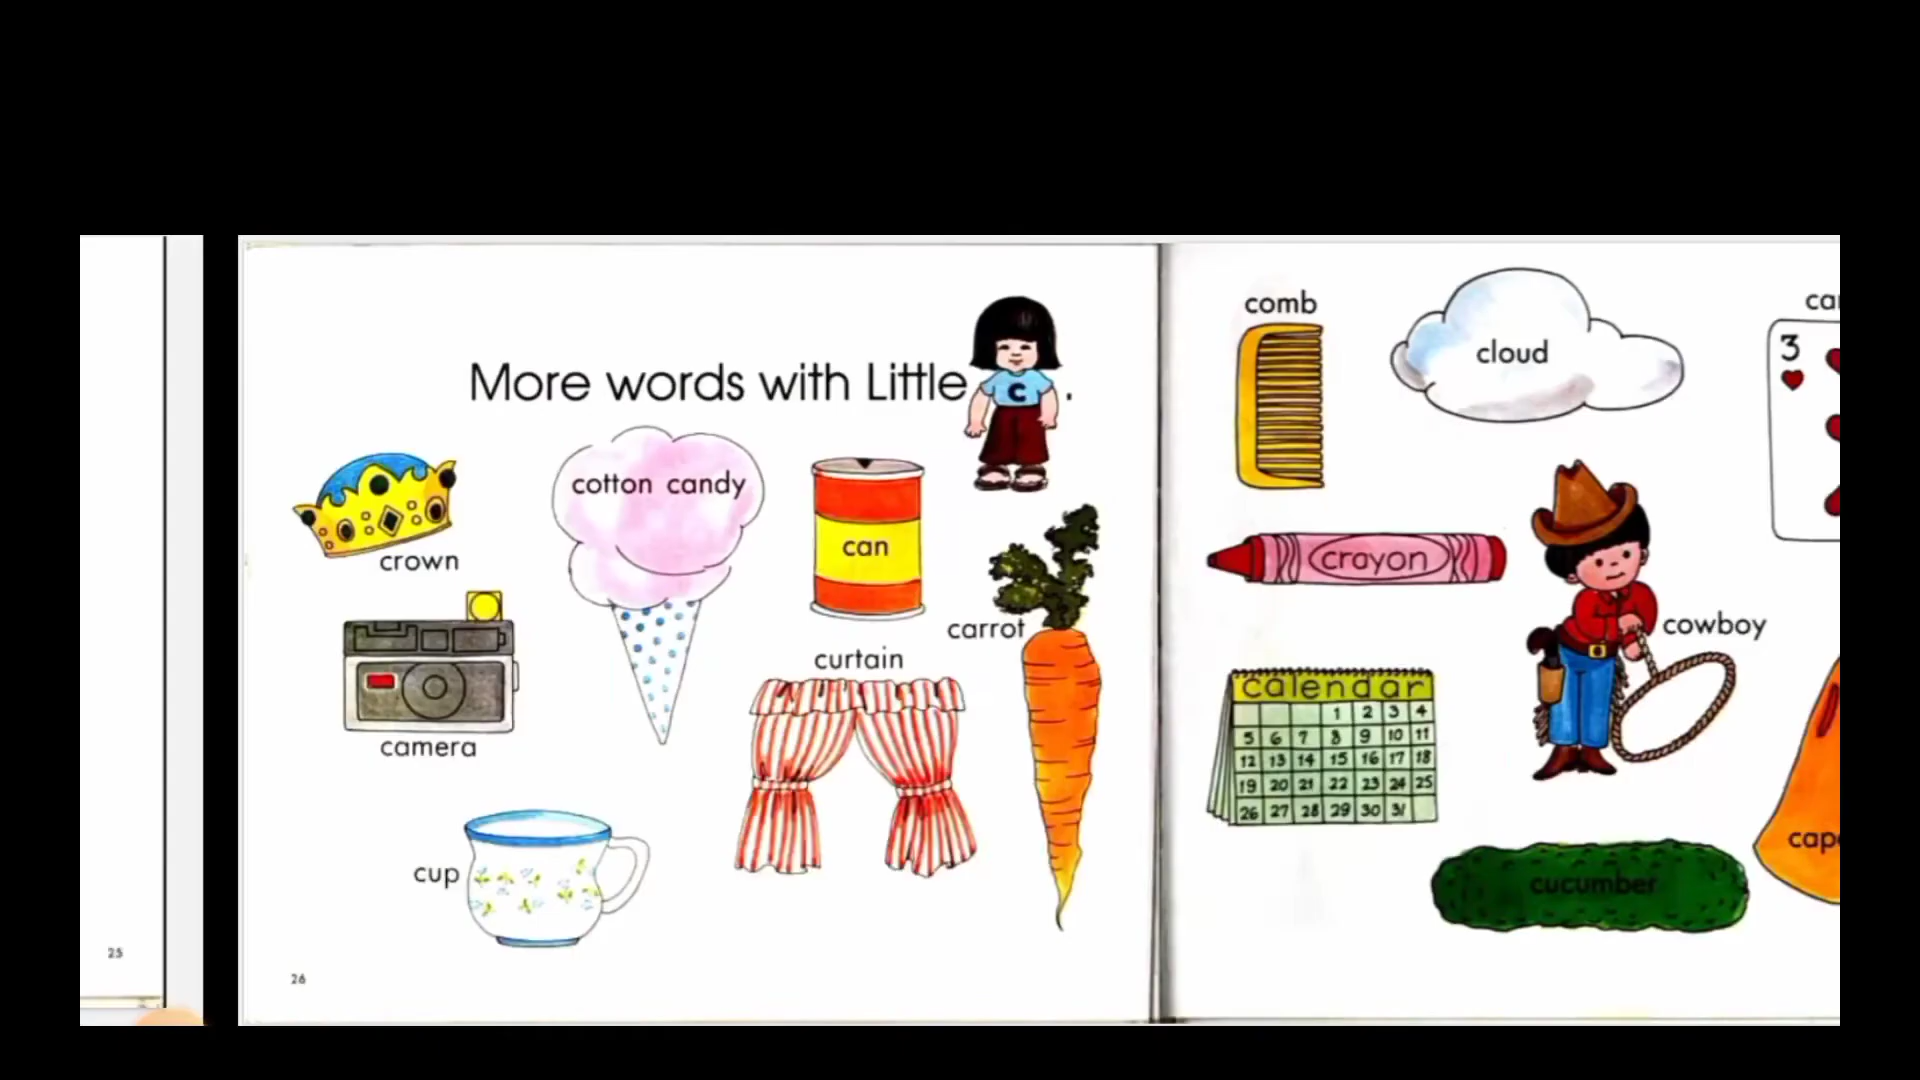 More words with Little C.
crown
cotton candy
can
carrot
camera
curtain
cup
26
25
comb
cloud
3
crayon
cowboy
calendar
1 2 3 4
5 6 7 8 9 10 11
12 13 14 15 16 17 18
19 20 21 22 23 24 25
26 27 28 29 30 31
cucumber